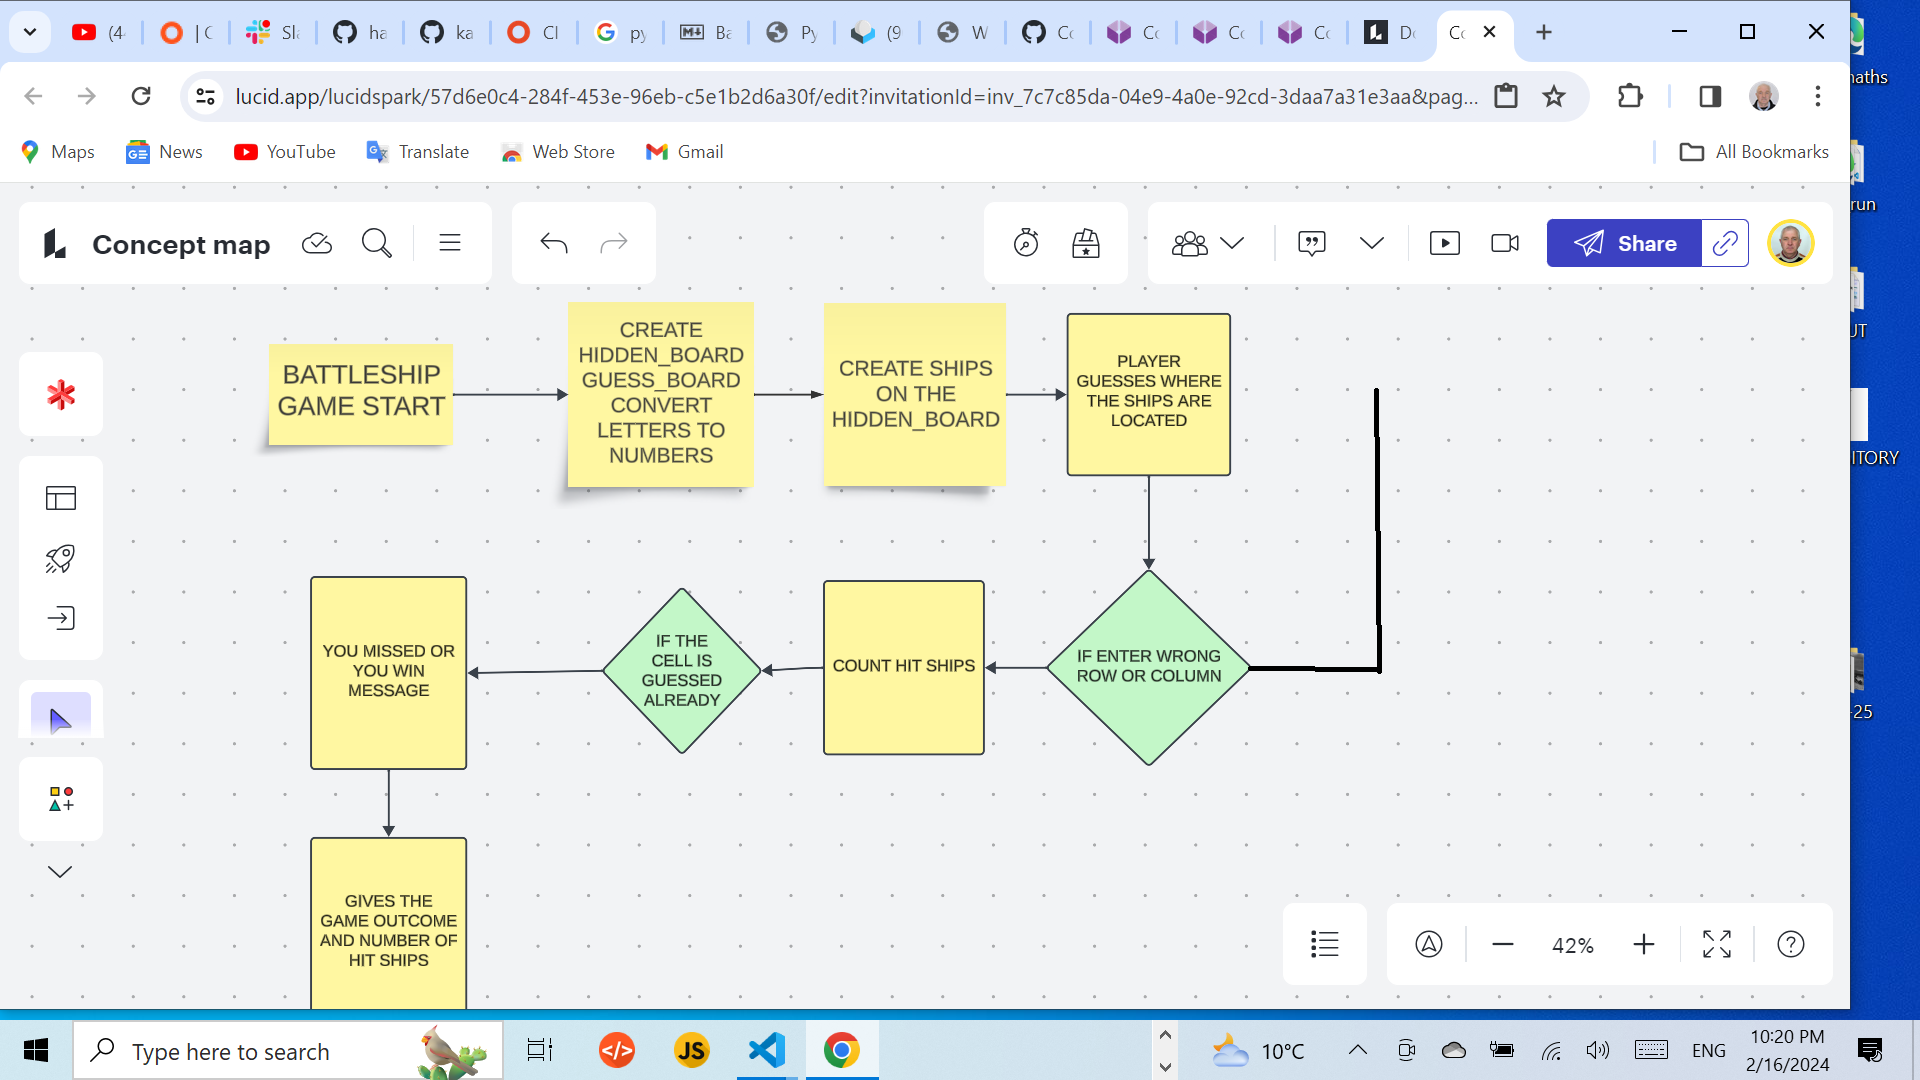 (4
| C
Sla
ha
ka
CI
py
Ba
Py
(9
W
Co
Co
Co
Co
Do
Co
lucid.app/lucidspark/57d6e0c4-284f-453e-96eb-c5e1b2d6a30f/edit?invitationId=inv_7c7c85da-04e9-4a0e-92cd-3daa7a31e3aa&pag...
Maps
News
YouTube
Translate
Web Store
Gmail
All Bookmarks
Concept map
Share
BATTLESHIP
GAME START
CREATE
HIDDEN_BOARD
GUESS_BOARD
CONVERT
LETTERS TO
NUMBERS
CREATE SHIPS
ON THE
HIDDEN_BOARD
PLAYER
GUESSES WHERE
THE SHIPS ARE
LOCATED
IF ENTER WRONG
ROW OR COLUMN
COUNT HIT SHIPS
IF THE
CELL IS
GUESSED
ALREADY
YOU MISSED OR
YOU WIN
MESSAGE
GIVES THE
GAME OUTCOME
AND NUMBER OF
HIT SHIPS
42%
naths
run
UT
ITORY
-25
Type here to search
JS
10°C
ENG
10:20 PM
2/16/2024